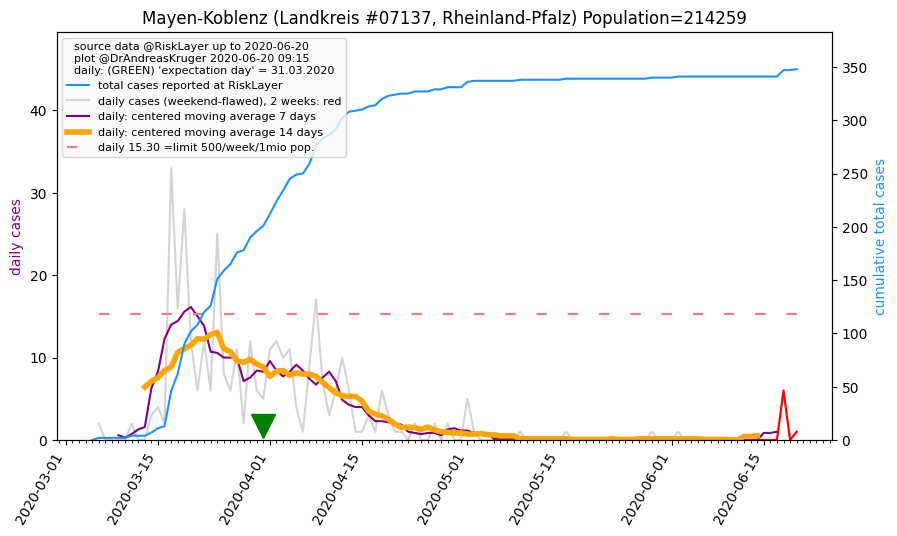 Mayen-Koblenz (Landkreis #07137, Rheinland-Pfalz) Population=214259
source data @RiskLayer up to 2020-06-20
plot @DrAndreasKruger 2020-06-20 09:15
daily: (GREEN) 'expectation day' = 31.03.2020
total cases reported at RiskLayer
daily cases (weekend-flawed), 2 weeks: red
daily: centered moving average 7 days
daily: centered moving average 14 days
daily 15.30 =limit 500/week/1mio pop.
daily cases
40
30
20
10
0
cumulative total cases
350
300
250
200
150
100
50
0
2020-03-01
2020-03-15
2020-04-01
2020-04-15
2020-05-01
2020-05-15
2020-06-01
2020-06-15